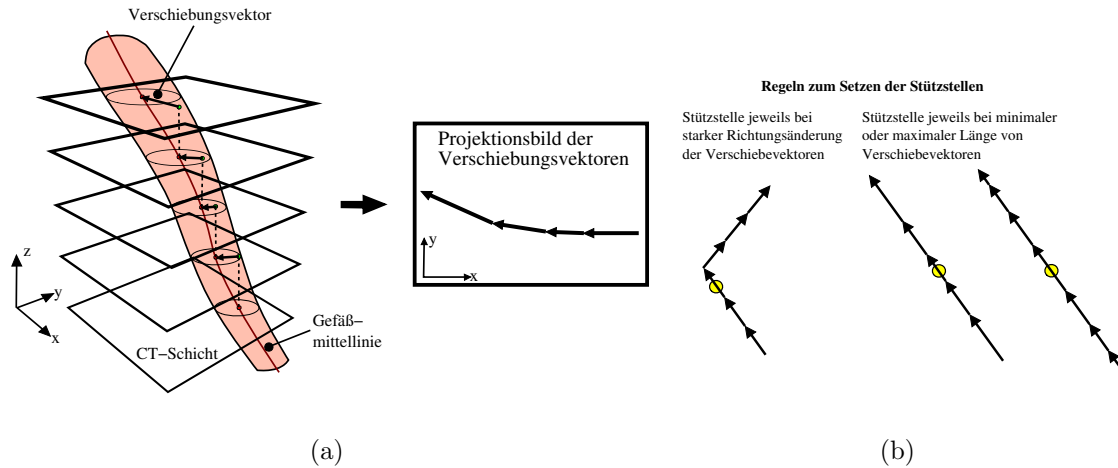 Verschiebungsvektor
z
y
x
CT−Schicht
Gefäß−
mittellinie
Projektionsbild der
Verschiebungsvektoren
y
x
(a)
Regeln zum Setzen der Stützstellen
Stützstelle jeweils bei
starker Richtungsänderung
der Verschiebevektoren
Stützstelle jeweils bei minimaler
oder maximaler Länge von
Verschiebevektoren
(b)